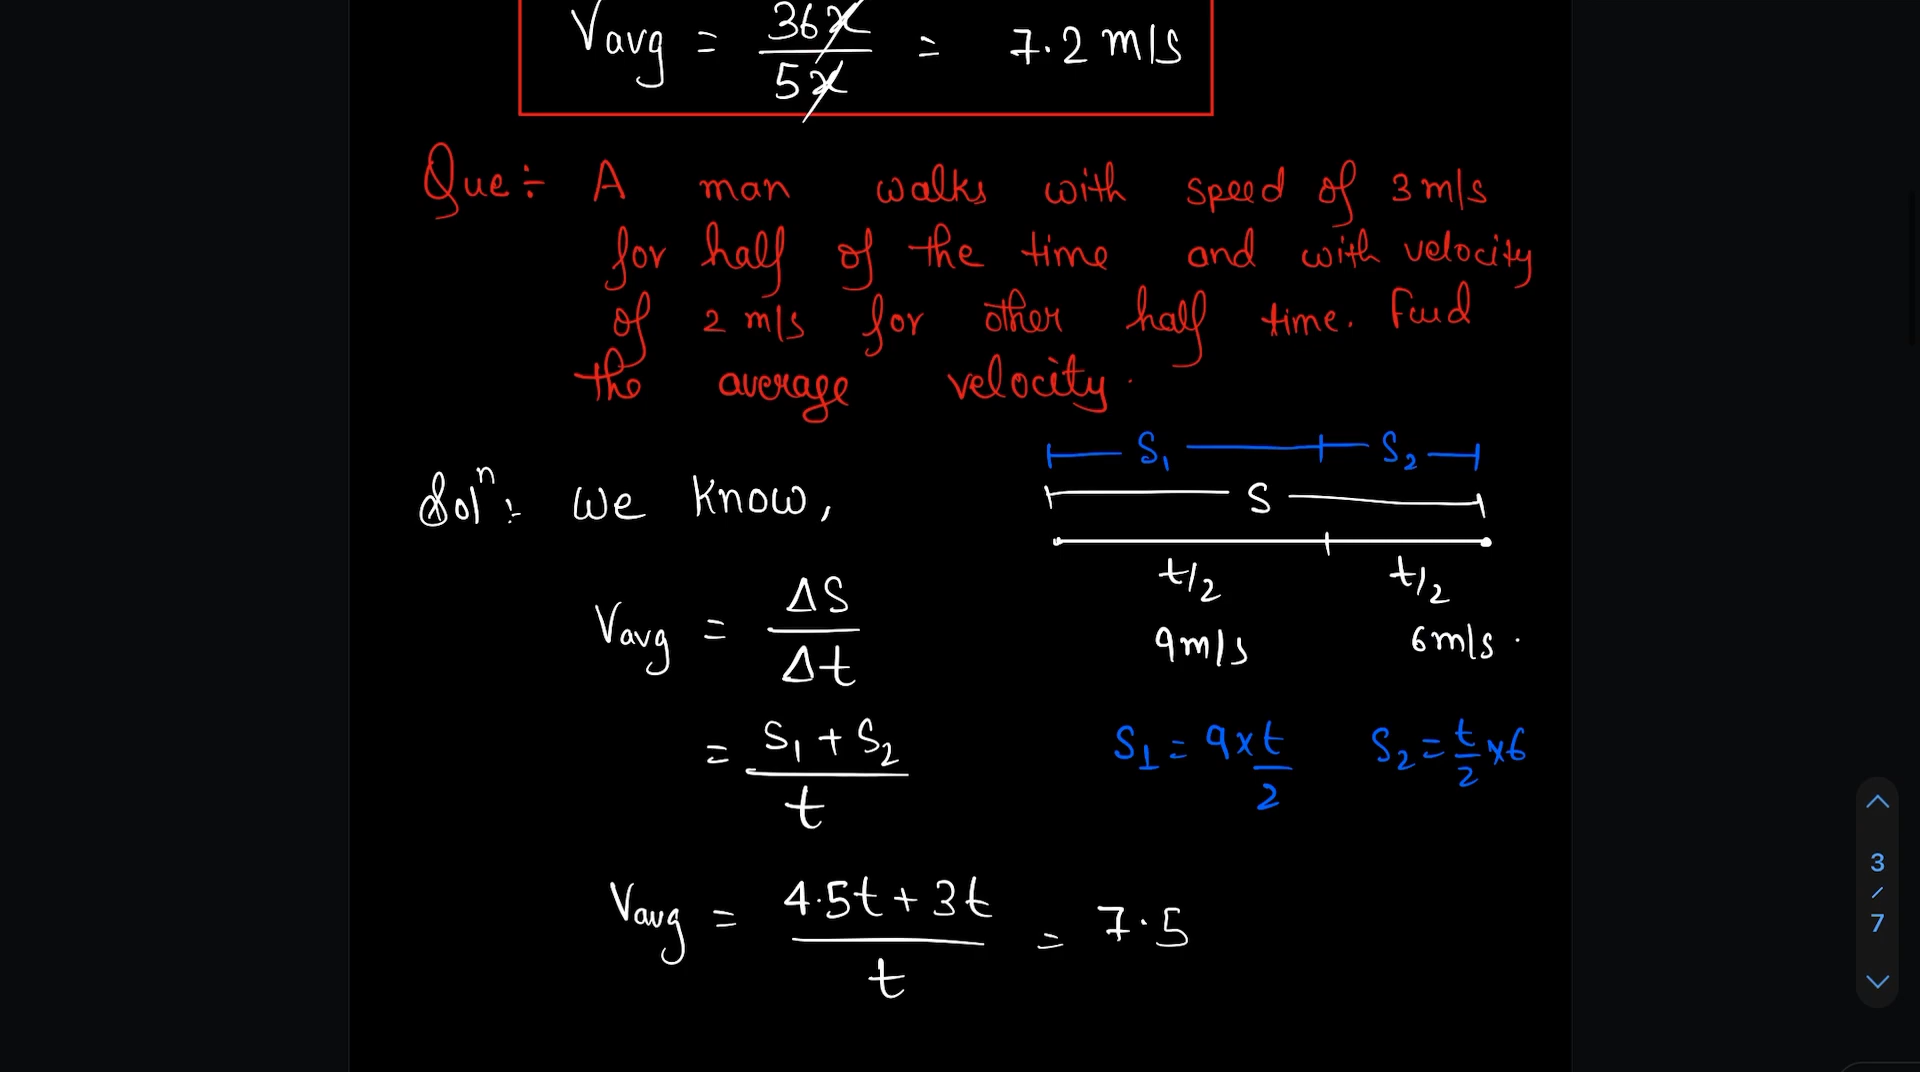 Vavg = 36x/5x = 7.2 m/s
Que:- A man walks with speed of 3 m/s
for half of the time and with velocity
of 2 m/s for other half time. Find
the average velocity.
S₁ S₂
Solⁿ:- We know,
S
t/2 t/2
Vavg = ΔS/Δt
9m/s 6m/s.
= S₁ + S₂/t
S₁ = 9 x t/2 S₂ = t/2 x 6
Vavg = 4.5t + 3t/t = 7.5
3
/
7